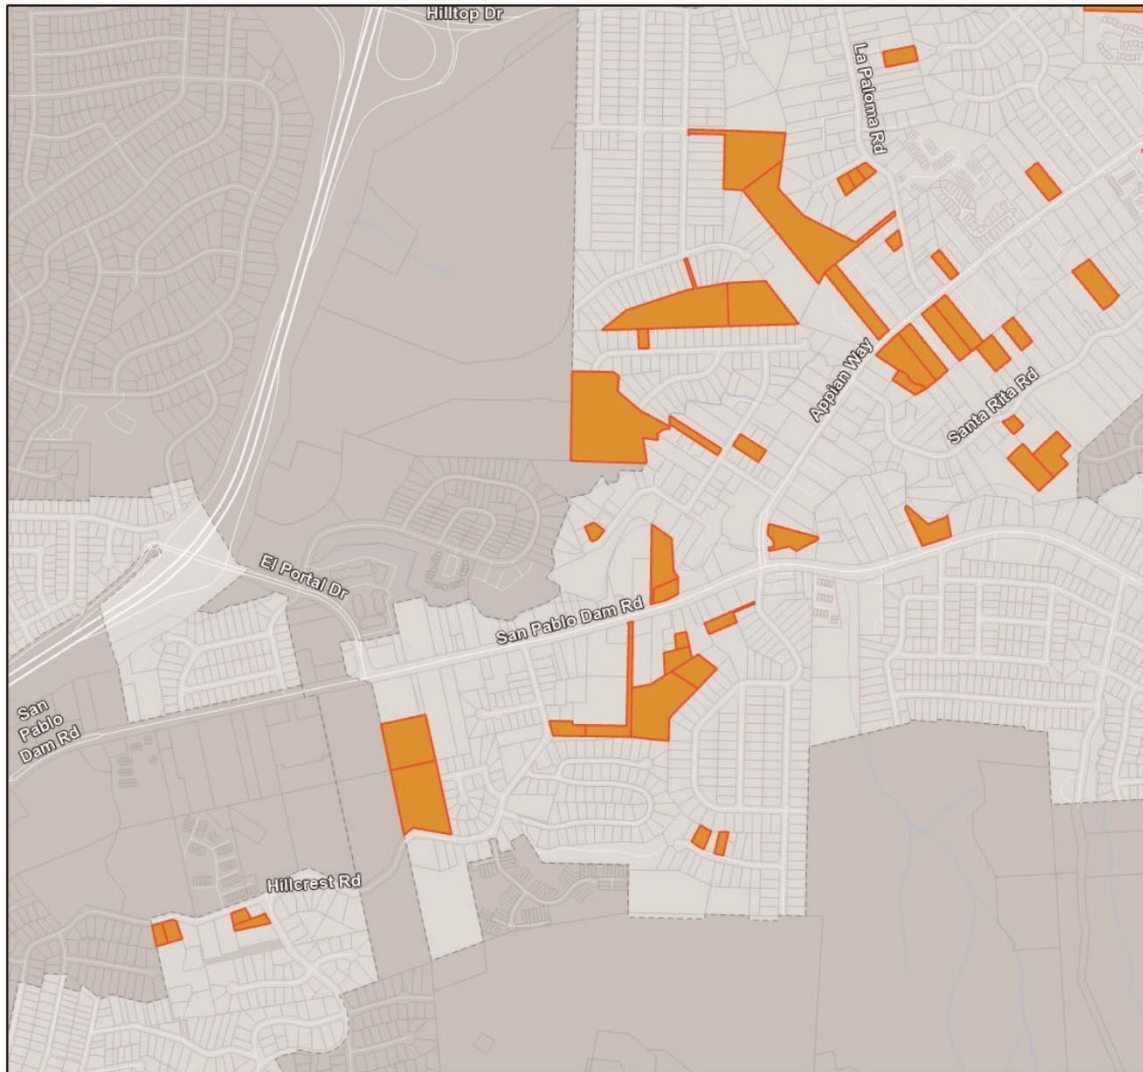 Hilltop Dr
La Paloma Rd
Appian Way
Santa Rita Rd
El Portal Dr
San Pablo Dam Rd
San
Pablo
Dam Rd
Hillcrest Rd